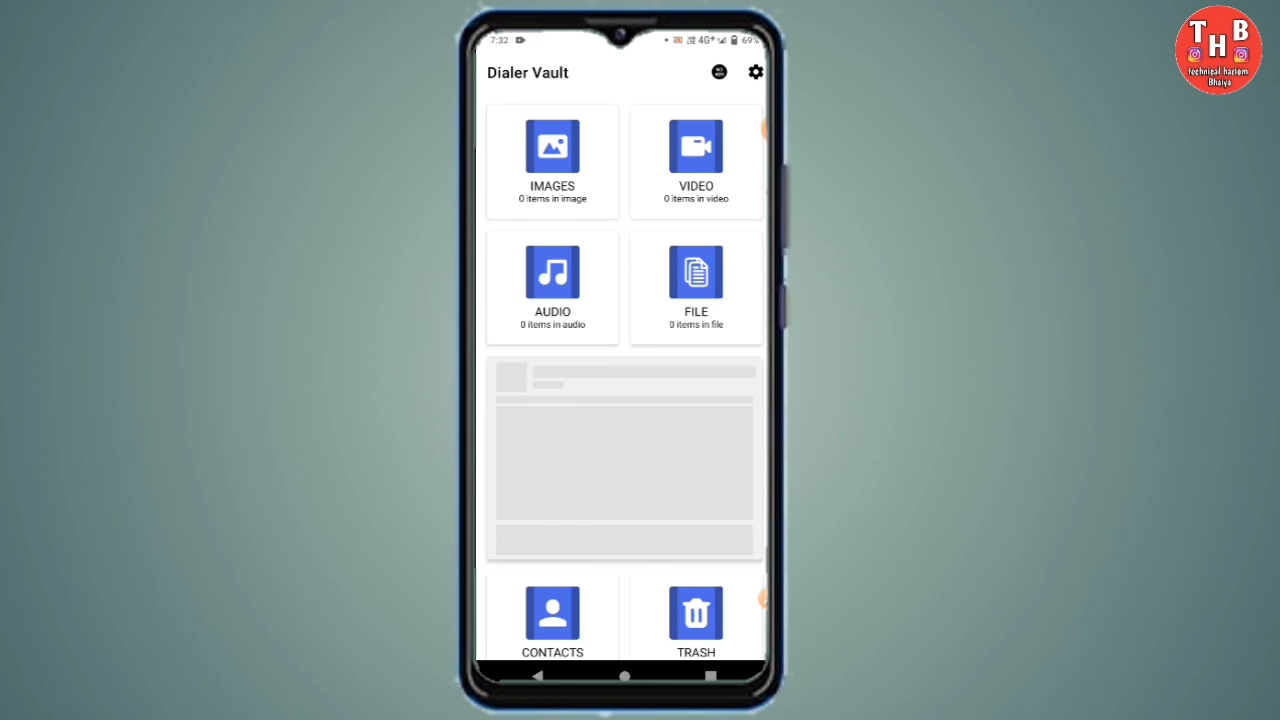 7:32
4G+
69%
Dialer Vault
IMAGES
0 items in image
VIDEO
0 items in video
AUDIO
0 items in audio
FILE
0 items in file
CONTACTS
TRASH
T H B
technical hariom
Bhaiya